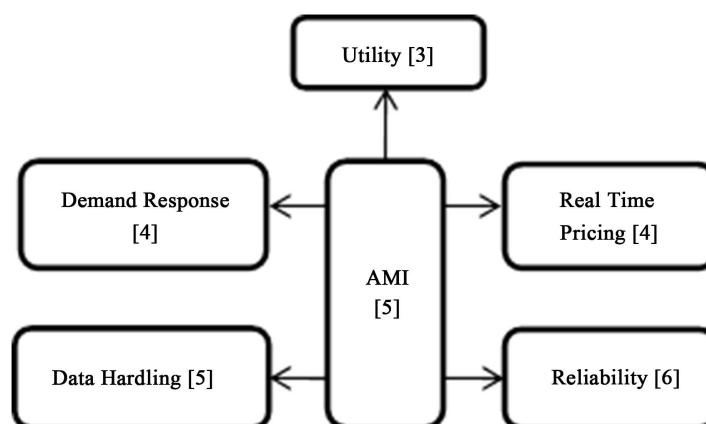 Utility [3]
Demand Response
[4]
Real Time
Pricing [4]
AMI
[5]
Data Hardling [5]
Reliability [6]